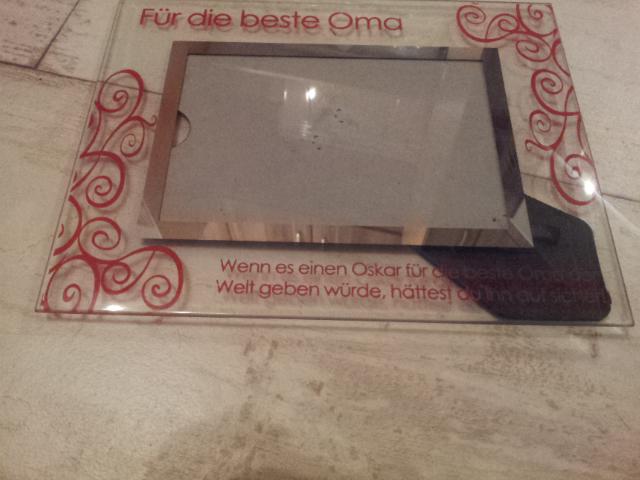 Für die beste Oma
Wenn es einen Oskar für die beste Oma der
Welt geben würde, hättest du ihn auf sicher!